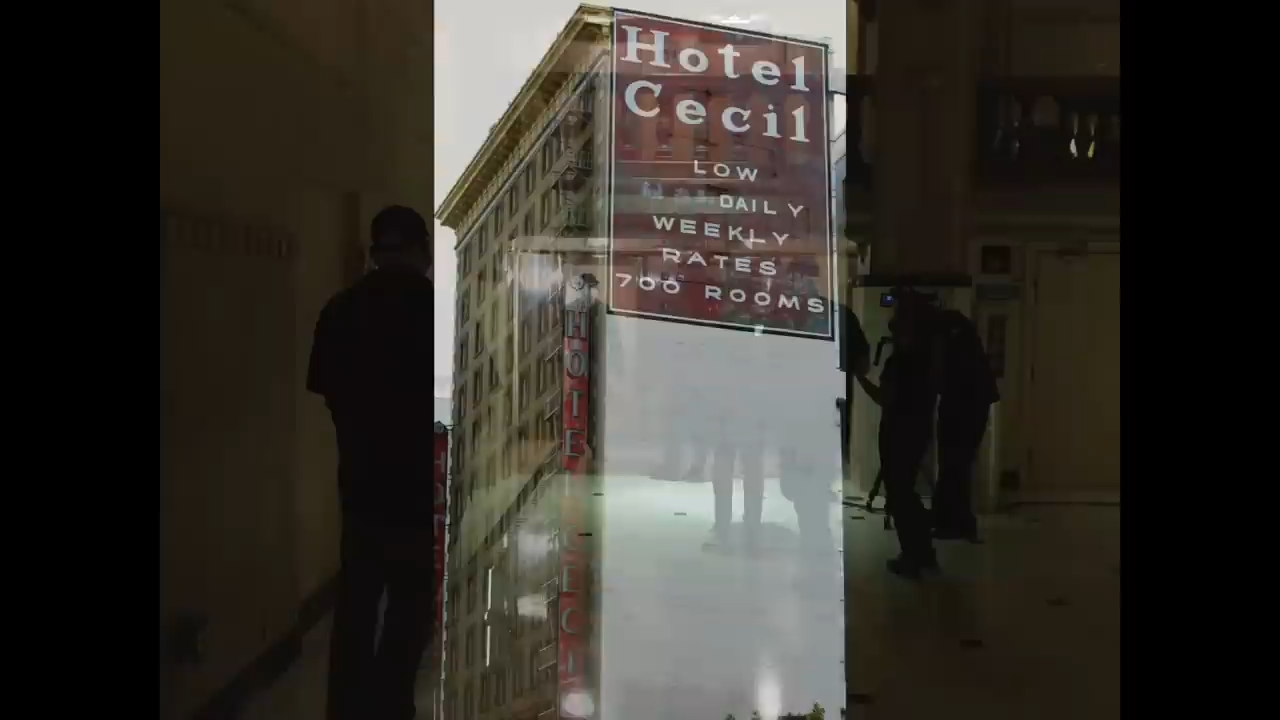 Hotel
Cecil
LOW
DAILY
WEEKLY
RATES
700 ROOMS
HOTEL
CECIL